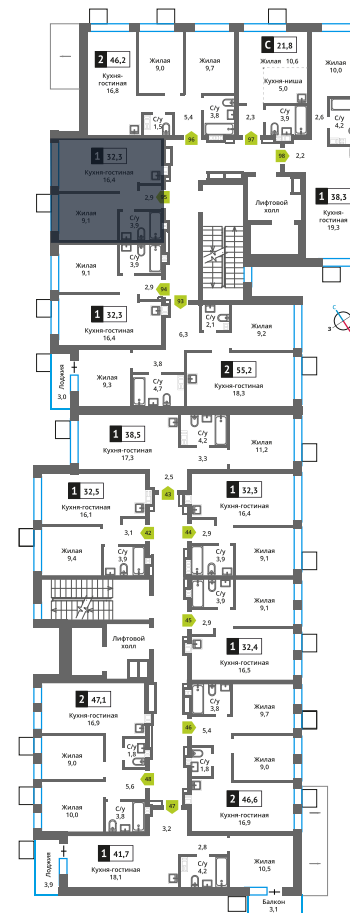 2 46,2
Кухня-
гостиная
16,8
Жилая
9,0
Жилая
9,7
С 21,8
Жилая 10,6
Кухня-ниша
5,0
Жилая
10,0
С/у
1,5
5,4
С/у
3,8
2,3
С/у
3,9
2,6
С/у
4,2
96
97
98
2,2
1 32,3
Кухня-гостиная
16,4
2,9
95
Жилая
9,1
С/у
3,9
Лифтовой
холл
1 38,3
Кухня-
гостиная
19,3
Жилая
9,1
С/у
3,9
2,9
94
93
1 32,3
Кухня-гостиная
16,4
6,3
С/у
2,1
Жилая
9,2
С
З
Лоджия
3,0
Жилая
9,3
3,8
С/у
4,7
2 55,2
Кухня-гостиная
18,3
1 38,5
Кухня-гостиная
17,3
С/у
4,2
3,3
Жилая
11,2
2,5
43
1 32,5
Кухня-гостиная
16,1
1 32,3
Кухня-гостиная
16,4
3,1
42
44
2,9
Жилая
9,4
С/у
3,9
С/у
3,9
Жилая
9,1
С/у
3,9
Жилая
9,1
45
2,9
Лифтовой
холл
1 32,4
Кухня-гостиная
16,5
2 47,1
Кухня-гостиная
16,9
С/у
3,8
Жилая
9,7
46
5,4
Жилая
9,0
С/у
1,8
С/у
1,8
Жилая
9,0
48
5,6
Жилая
10,0
С/у
3,8
47
3,2
2 46,6
Кухня-гостиная
16,9
1 41,7
Кухня-гостиная
18,1
Лоджия
3,9
2,8
С/у
4,2
Жилая
10,5
Балкон
3,1